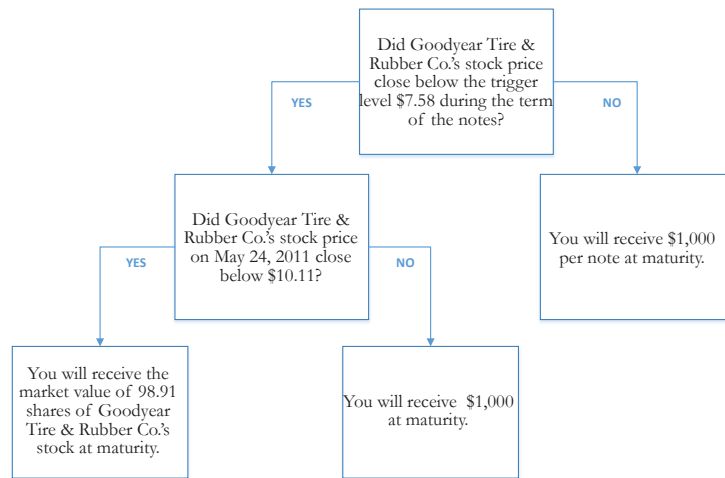 Did Goodyear Tire &
Rubber Co.'s stock price
close below the trigger
level $7.58 during the term
of the notes?
YES
NO
Did Goodyear Tire &
Rubber Co.'s stock price
on May 24, 2011 close
below $10.11?
You will receive $1,000
per note at maturity.
YES
NO
You will receive the
market value of 98.91
shares of Goodyear
Tire & Rubber Co.'s
stock at maturity.
You will receive $1,000
at maturity.